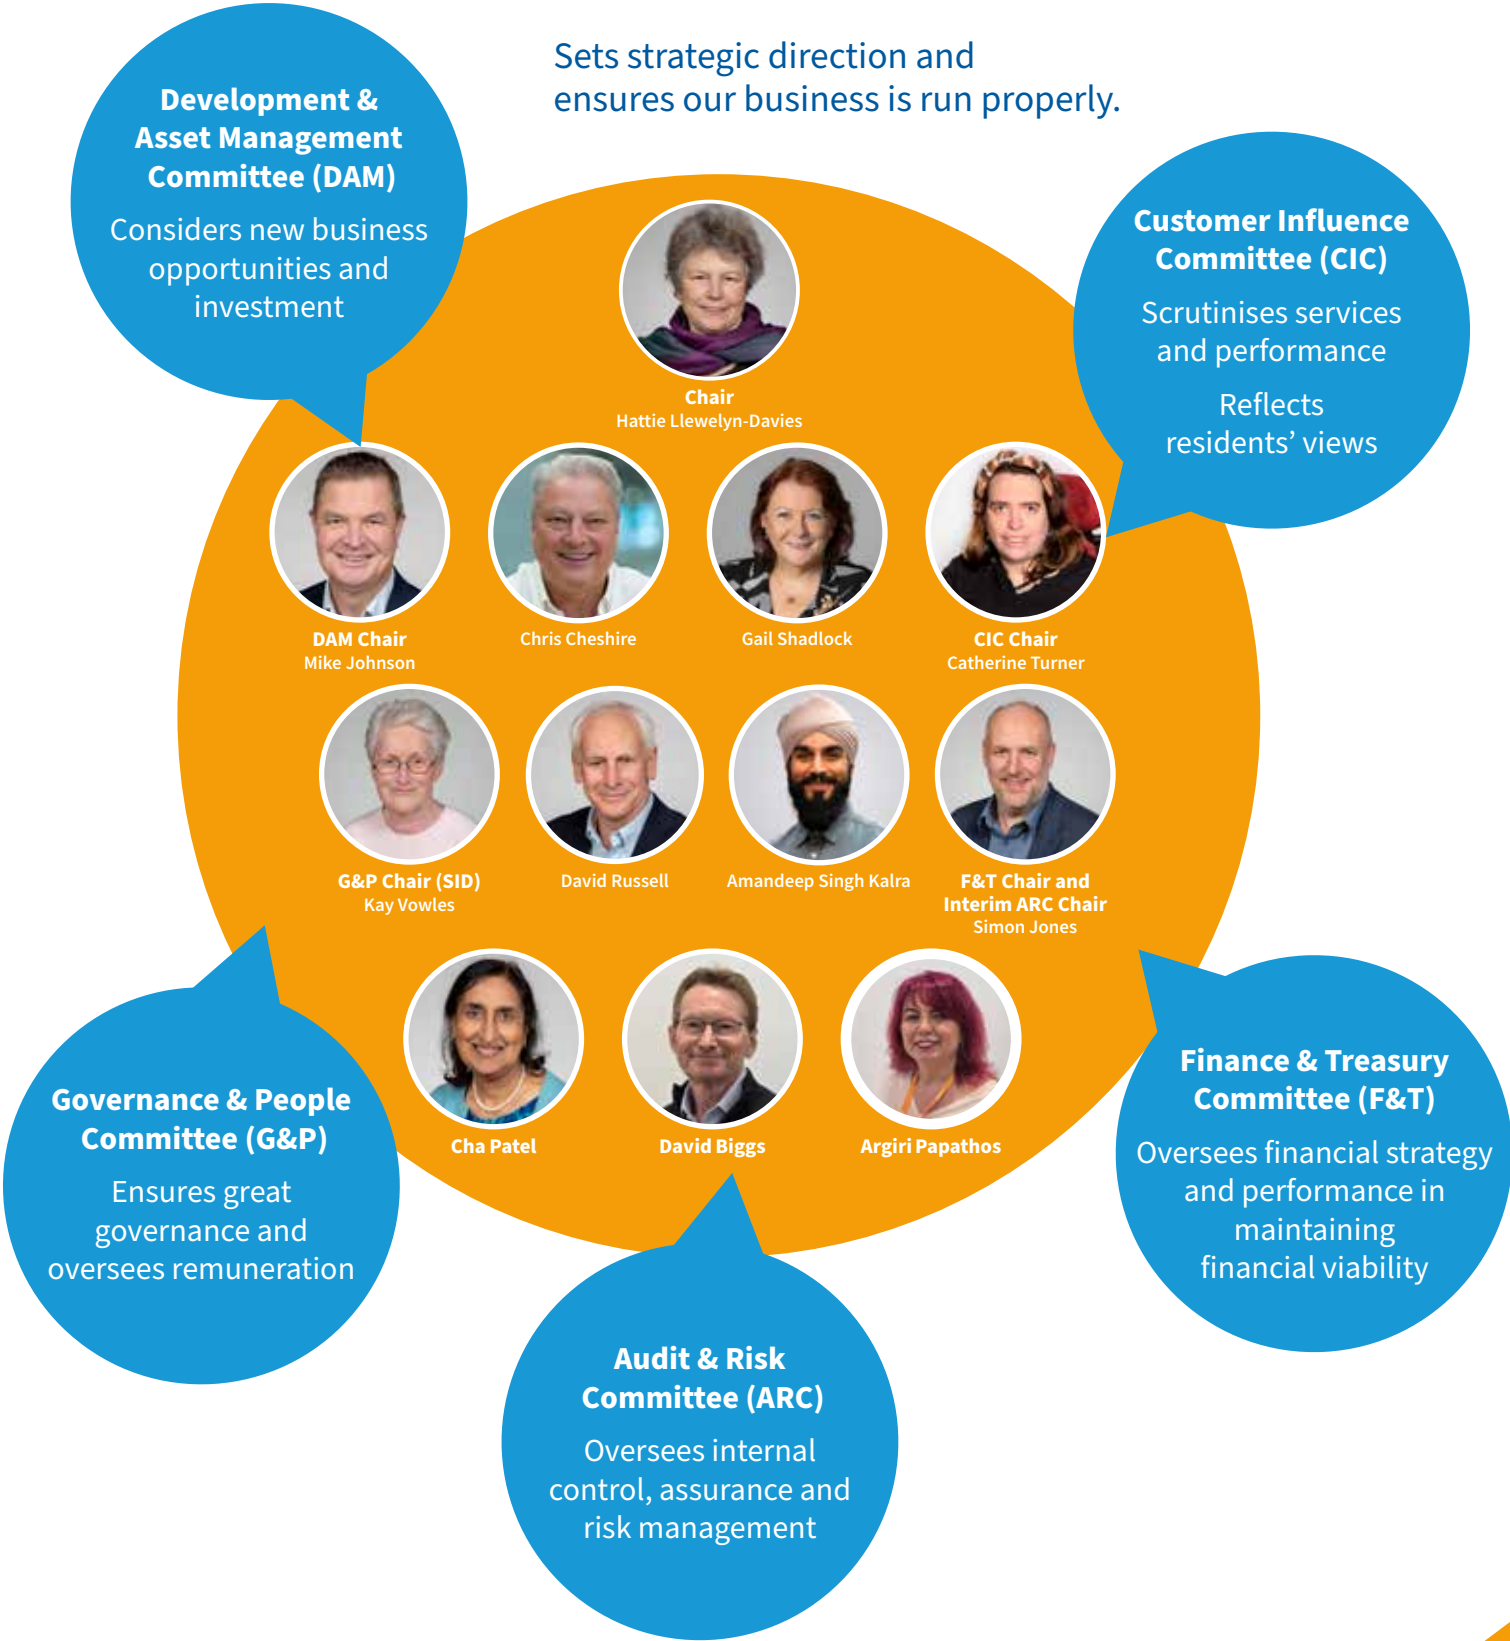 Sets strategic direction and
ensures our business is run properly.
Development &
Asset Management
Committee (DAM)
Considers new business
opportunities and
investment
Customer Influence
Committee (CIC)
Scrutinises services
and performance
Reflects
residents’ views
Chair
Hattie Llewelyn-Davies
DAM Chair
Mike Johnson
Chris Cheshire
Gail Shadlock
CIC Chair
Catherine Turner
G&P Chair (SID)
Kay Vowles
David Russell
Amandeep Singh Kalra
F&T Chair and
Interim ARC Chair
Simon Jones
Cha Patel
David Biggs
Argiri Papathos
Governance & People
Committee (G&P)
Ensures great
governance and
oversees remuneration
Finance & Treasury
Committee (F&T)
Oversees financial strategy
and performance in
maintaining
financial viability
Audit & Risk
Committee (ARC)
Oversees internal
control, assurance and
risk management